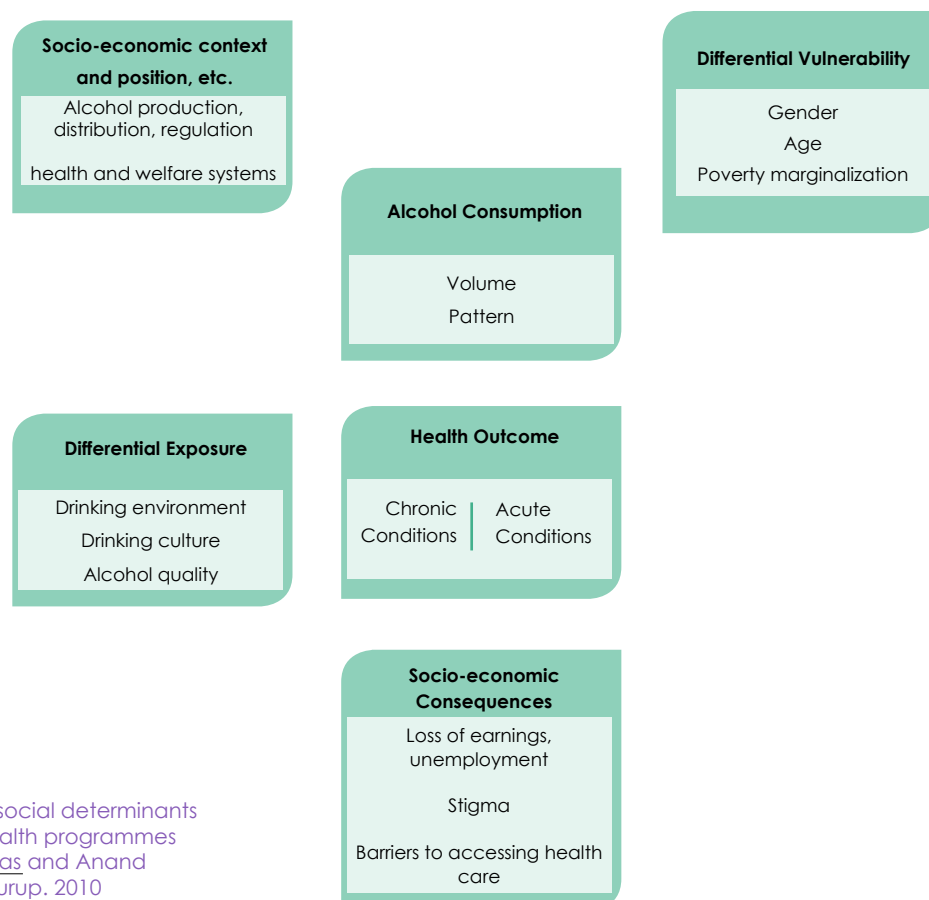 Socio-economic context
and position, etc.
Alcohol production,
distribution, regulation
health and welfare systems
Differential Vulnerability
Gender
Age
Poverty marginalization
Alcohol Consumption
Volume
Pattern
Differential Exposure
Drinking environment
Drinking culture
Alcohol quality
Health Outcome
Chronic
Conditions
Acute
Conditions
Socio-economic
Consequences
Loss of earnings,
unemployment
Stigma
Barriers to accessing health
care
social determinants
programmes
and Anand
2010